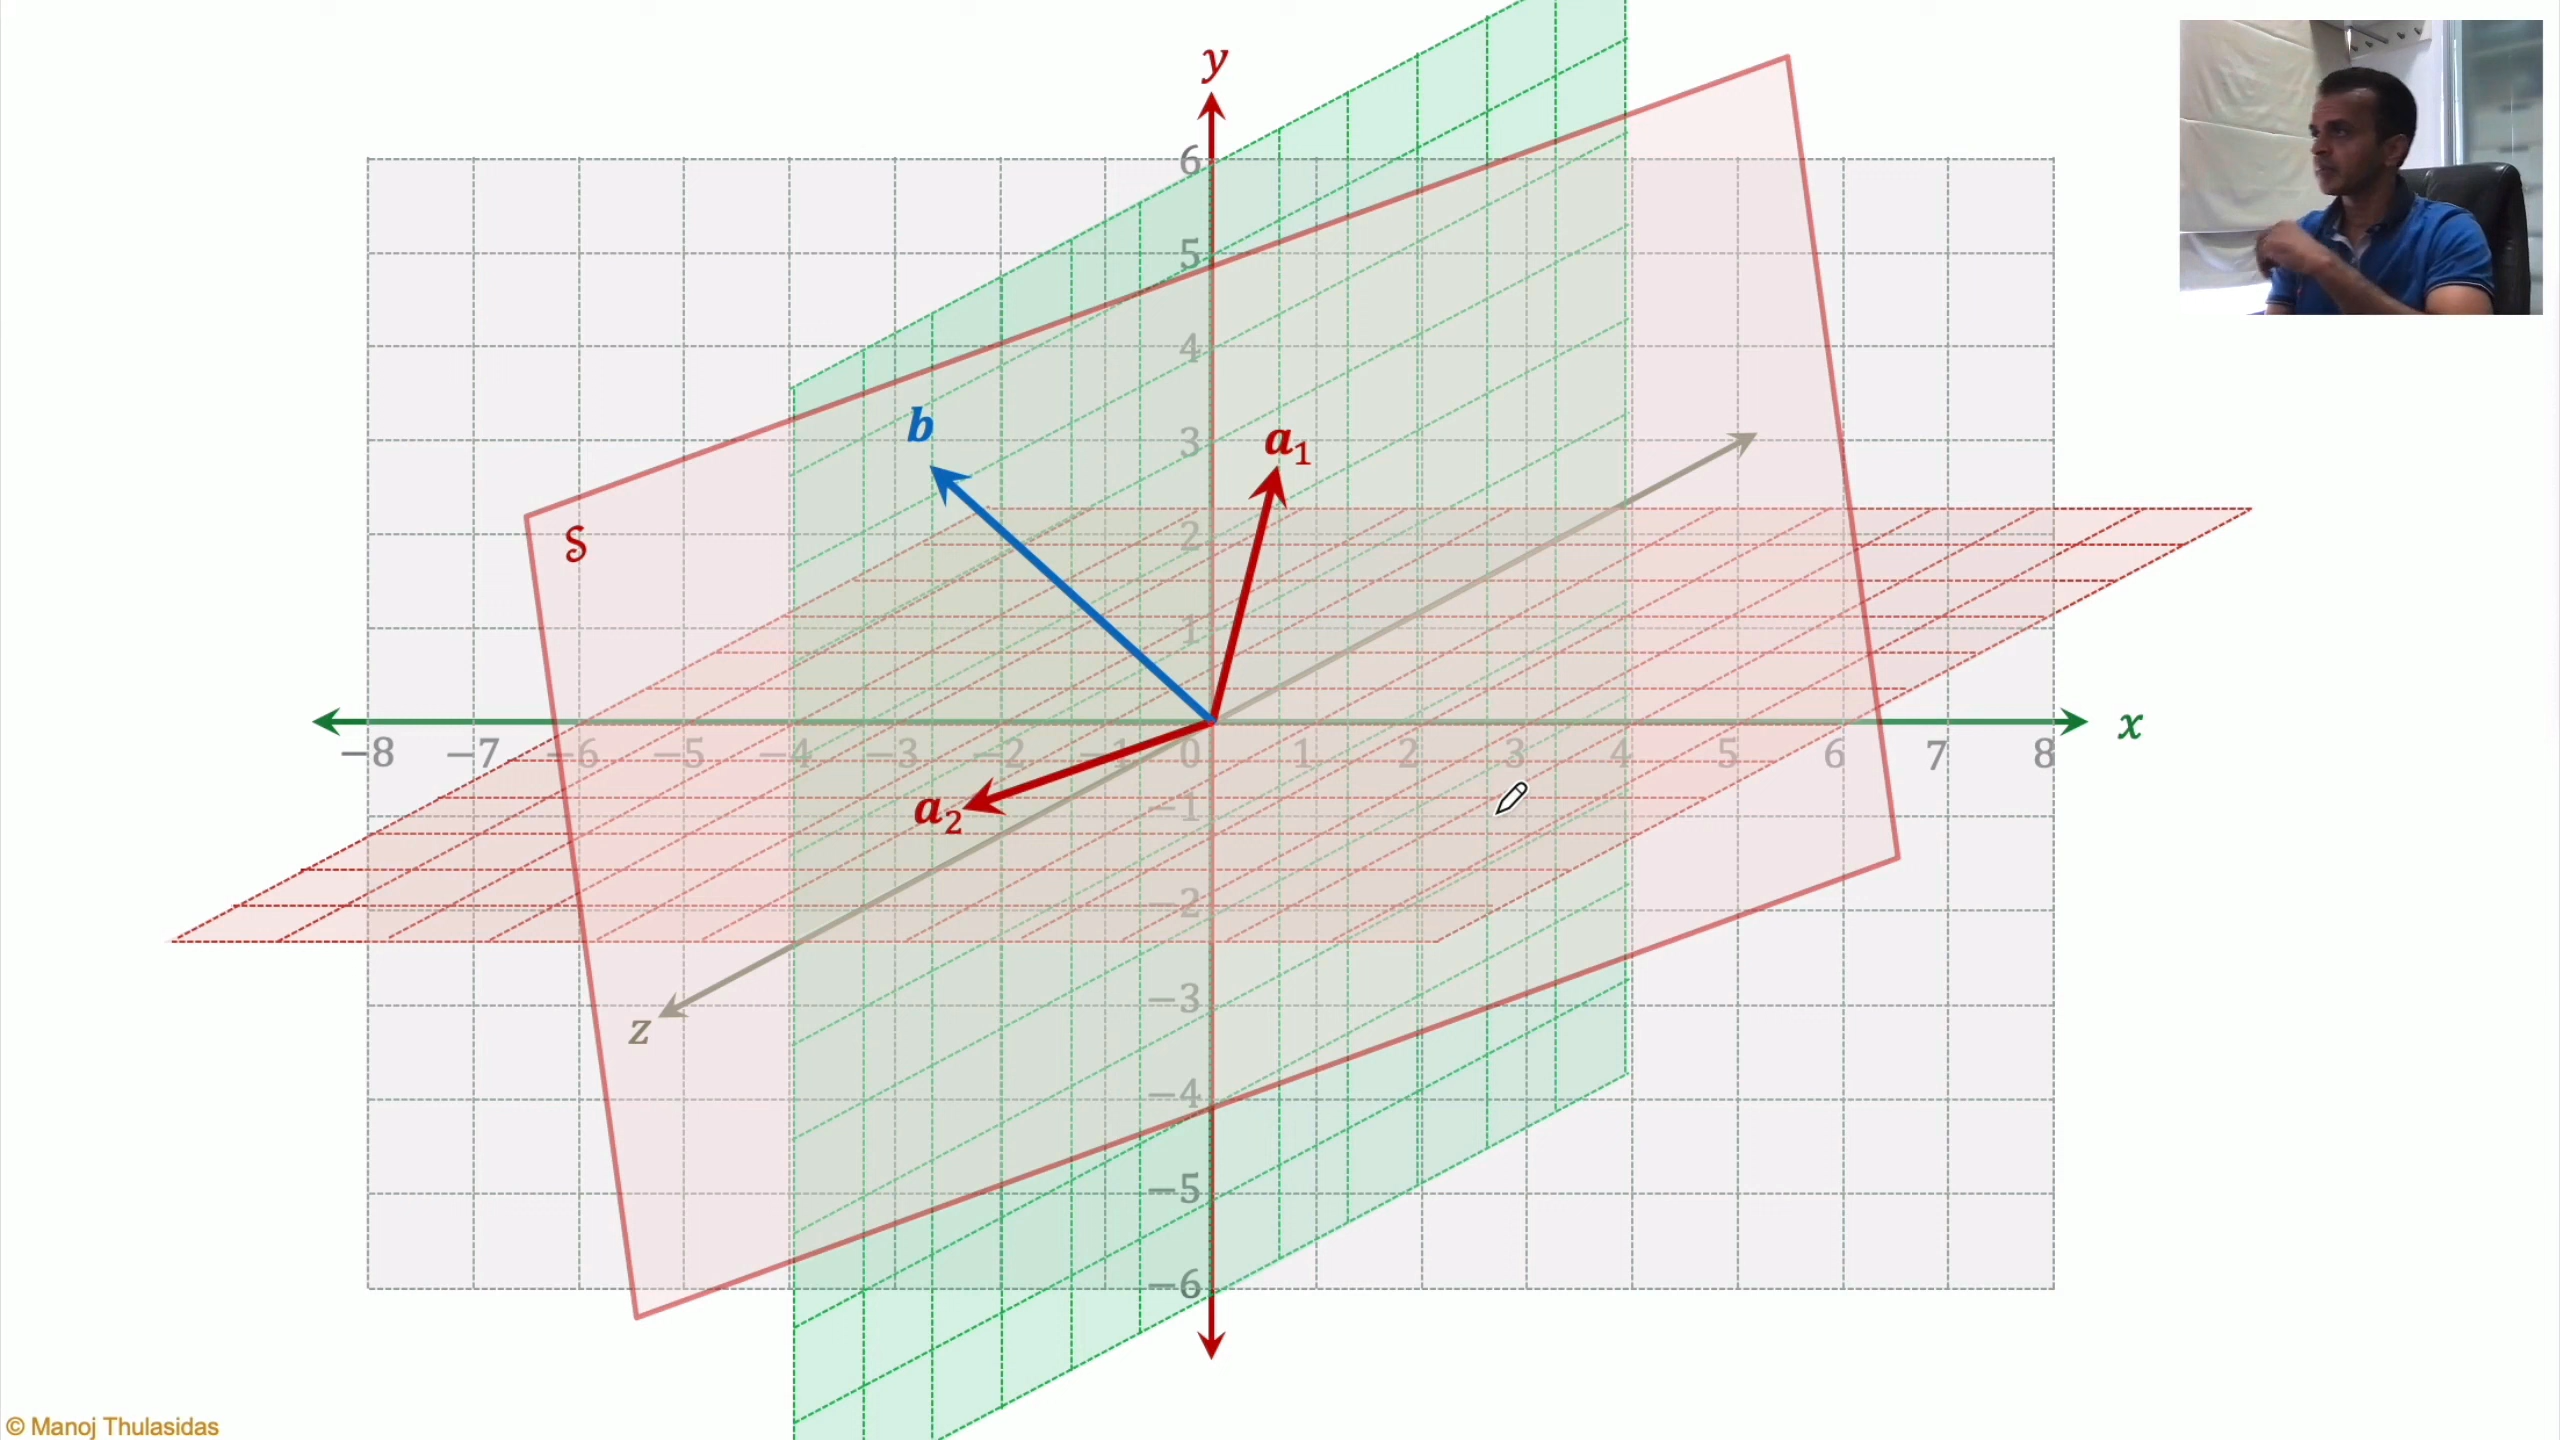 y
6
5
b
4
a₁
3
S
2
1
−8 −7 −6 −5 −4 −3 −2 −1 0 1 2 3 4 5 6 7 8 x
a₂
−1
−2
−3
z
−4
−5
−6
© Manoj Thulasidas